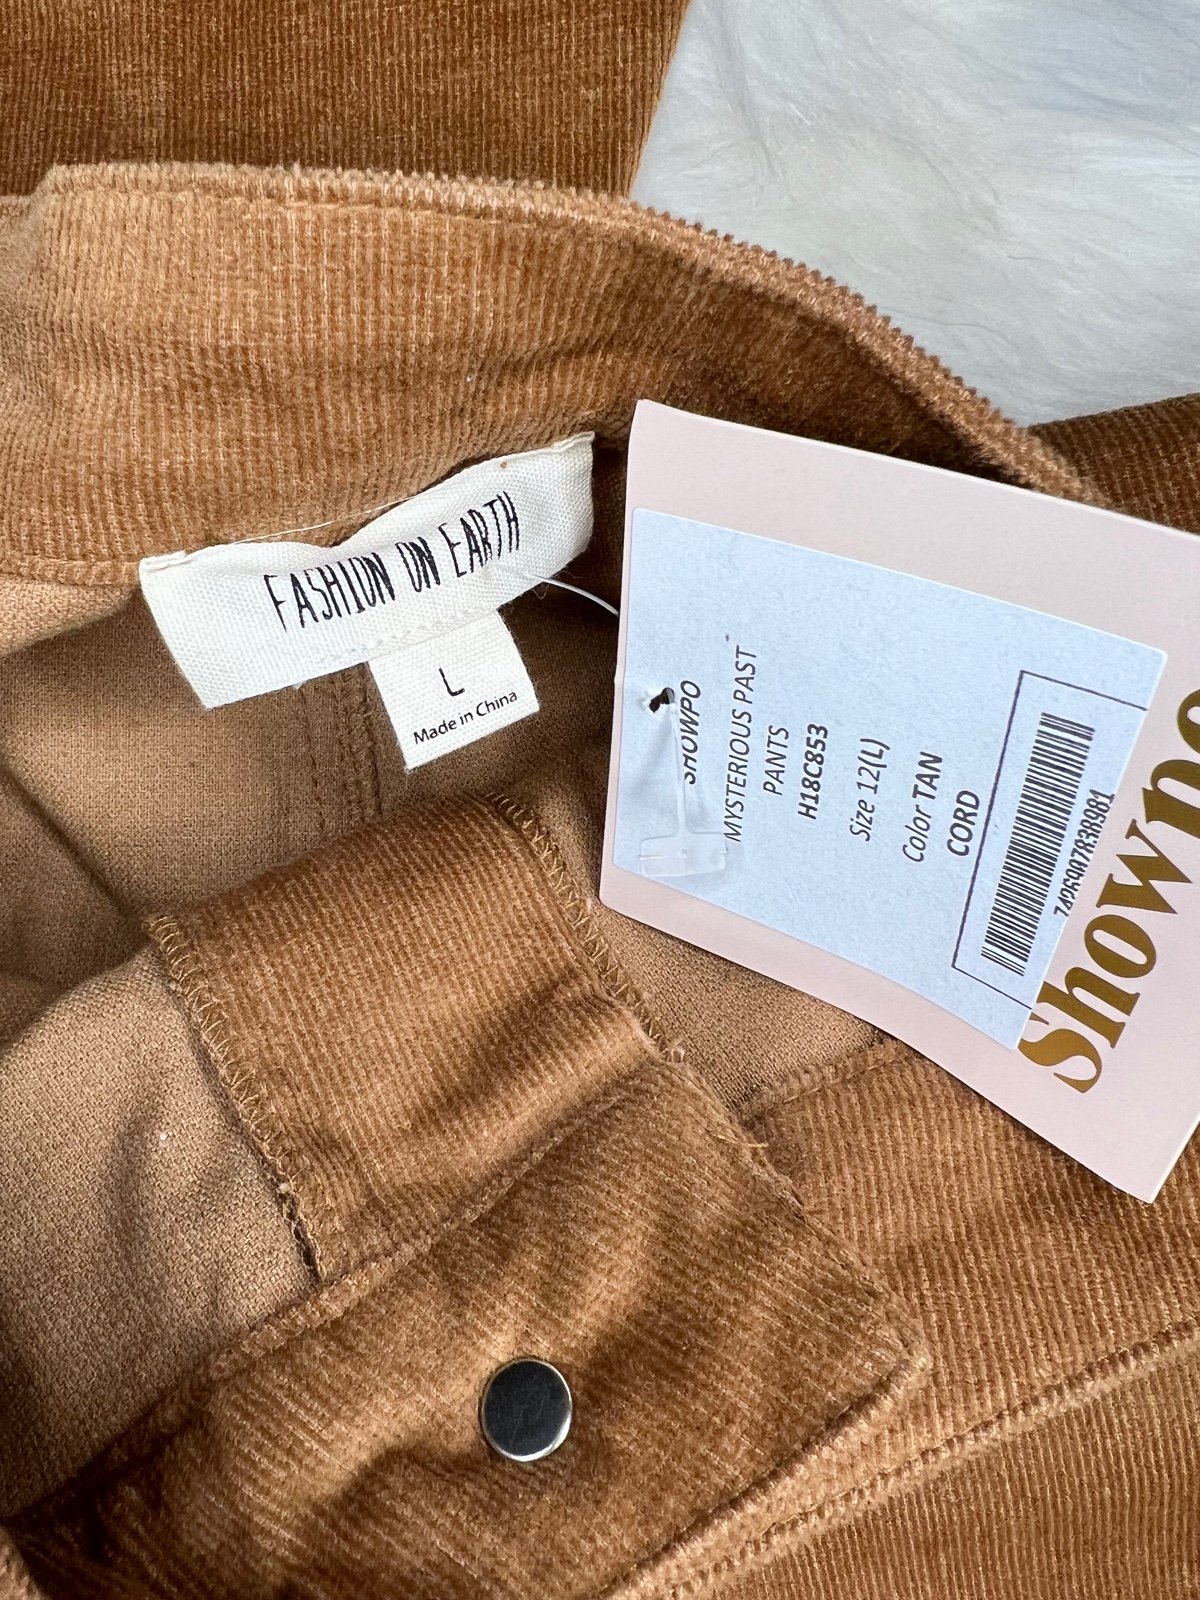 FASHION ON EARTH
L
Made in China
SHOWPO
MYSTERIOUS PAST
PANTS
H18C853
Size 12(L)
Color TAN
CORD
Showpo